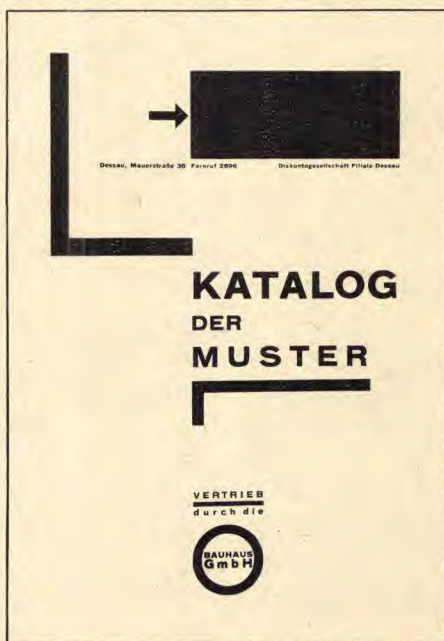 Dessau, Mauerstraße 36 Fernruf 2696 Diskontogesellschaft Filiale Dessau
KATALOG
DER
MUSTER
VERTRIEB
durch die
BAUHAUS
GmbH